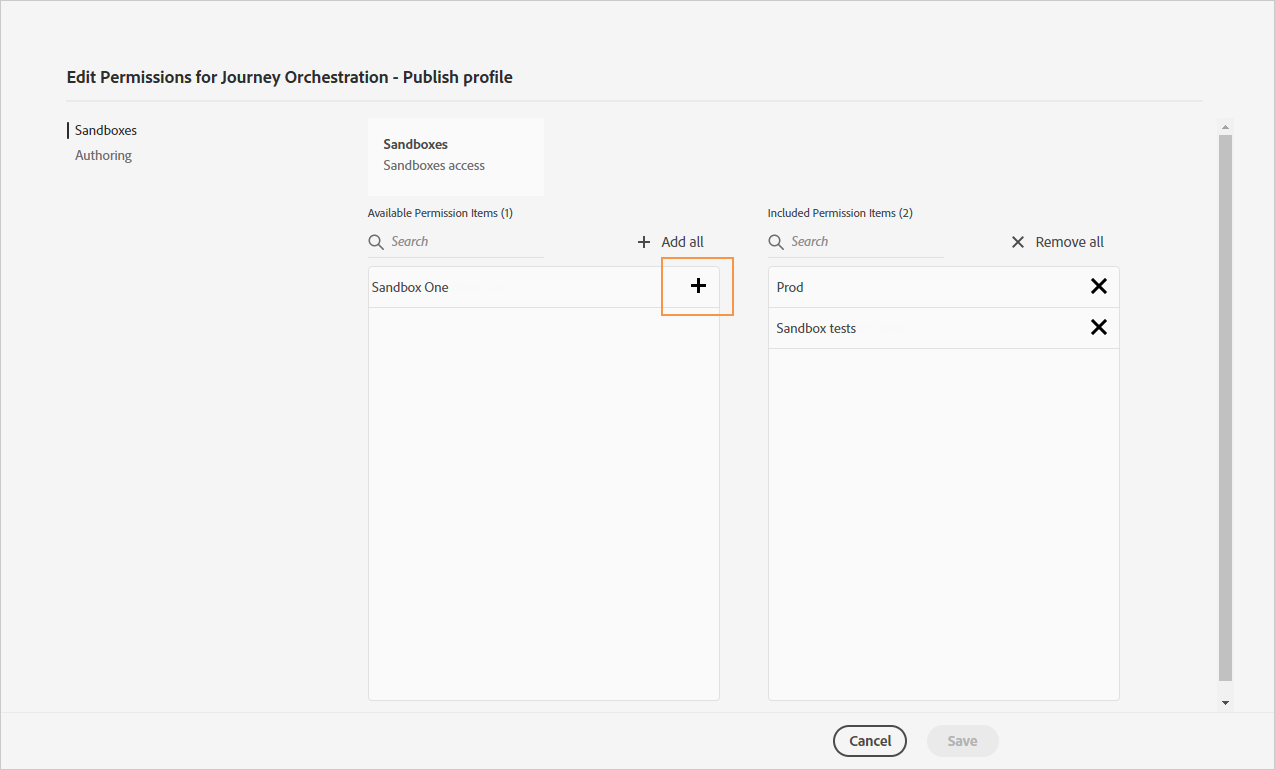 Edit Permissions for Journey Orchestration - Publish profile
Sandboxes
Authoring
Sandboxes
Sandboxes access
Available Permission Items (1)
Search
Add all
Sandbox One
Included Permission Items (2)
Search
Remove all
Prod
Sandbox tests
Cancel
Save